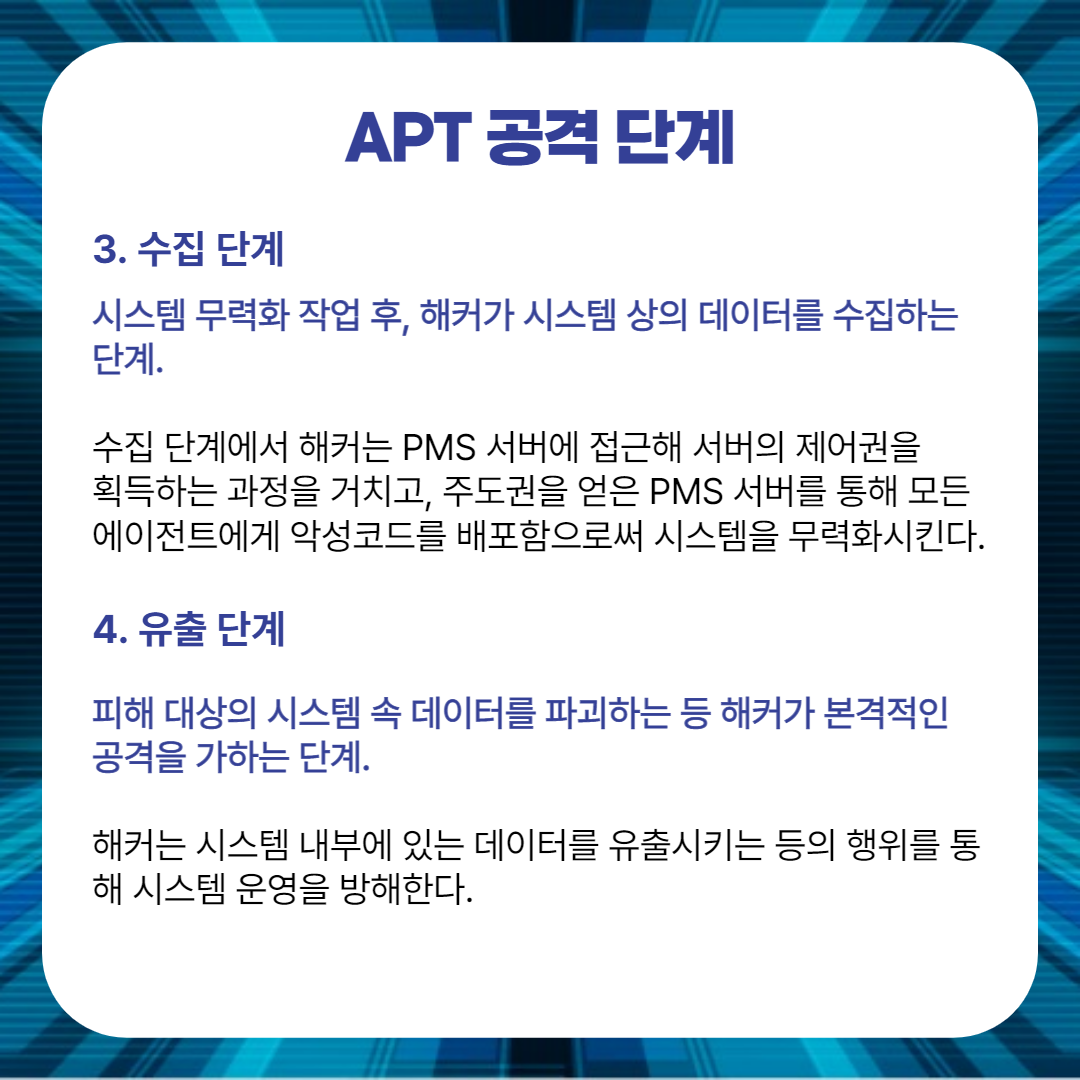 APT 공격 단계
3. 수집 단계
시스템 무력화 작업 후, 해커가 시스템 상의 데이터를 수집하는
단계.
수집 단계에서 해커는 PMS 서버에 접근해 서버의 제어권을
획득하는 과정을 거치고, 주도권을 얻은 PMS 서버를 통해 모든
에이전트에게 악성코드를 배포함으로써 시스템을 무력화시킨다.
4. 유출 단계
피해 대상의 시스템 속 데이터를 파괴하는 등 해커가 본격적인
공격을 가하는 단계.
해커는 시스템 내부에 있는 데이터를 유출시키는 등의 행위를 통
해 시스템 운영을 방해한다.